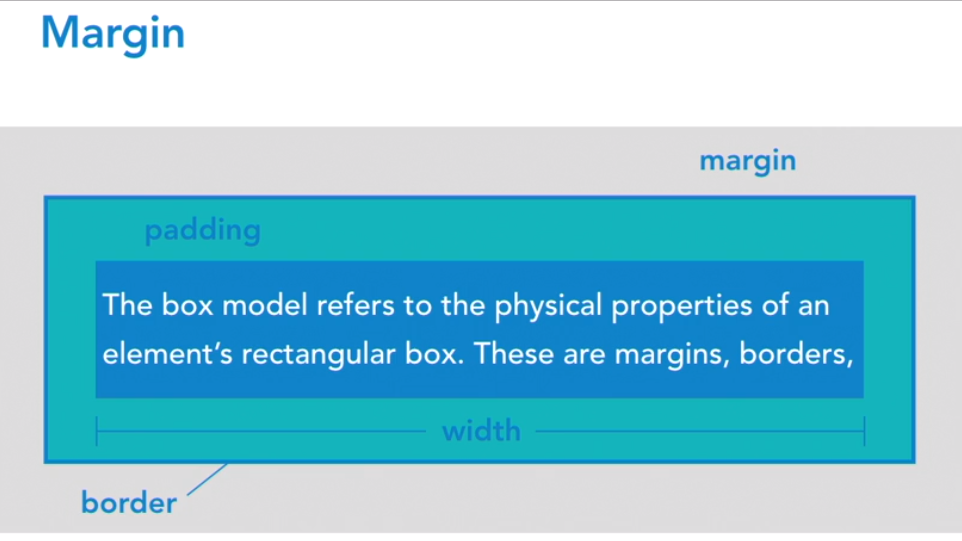 Margin
margin
padding
The box model refers to the physical properties of an
element’s rectangular box. These are margins, borders,
width
border